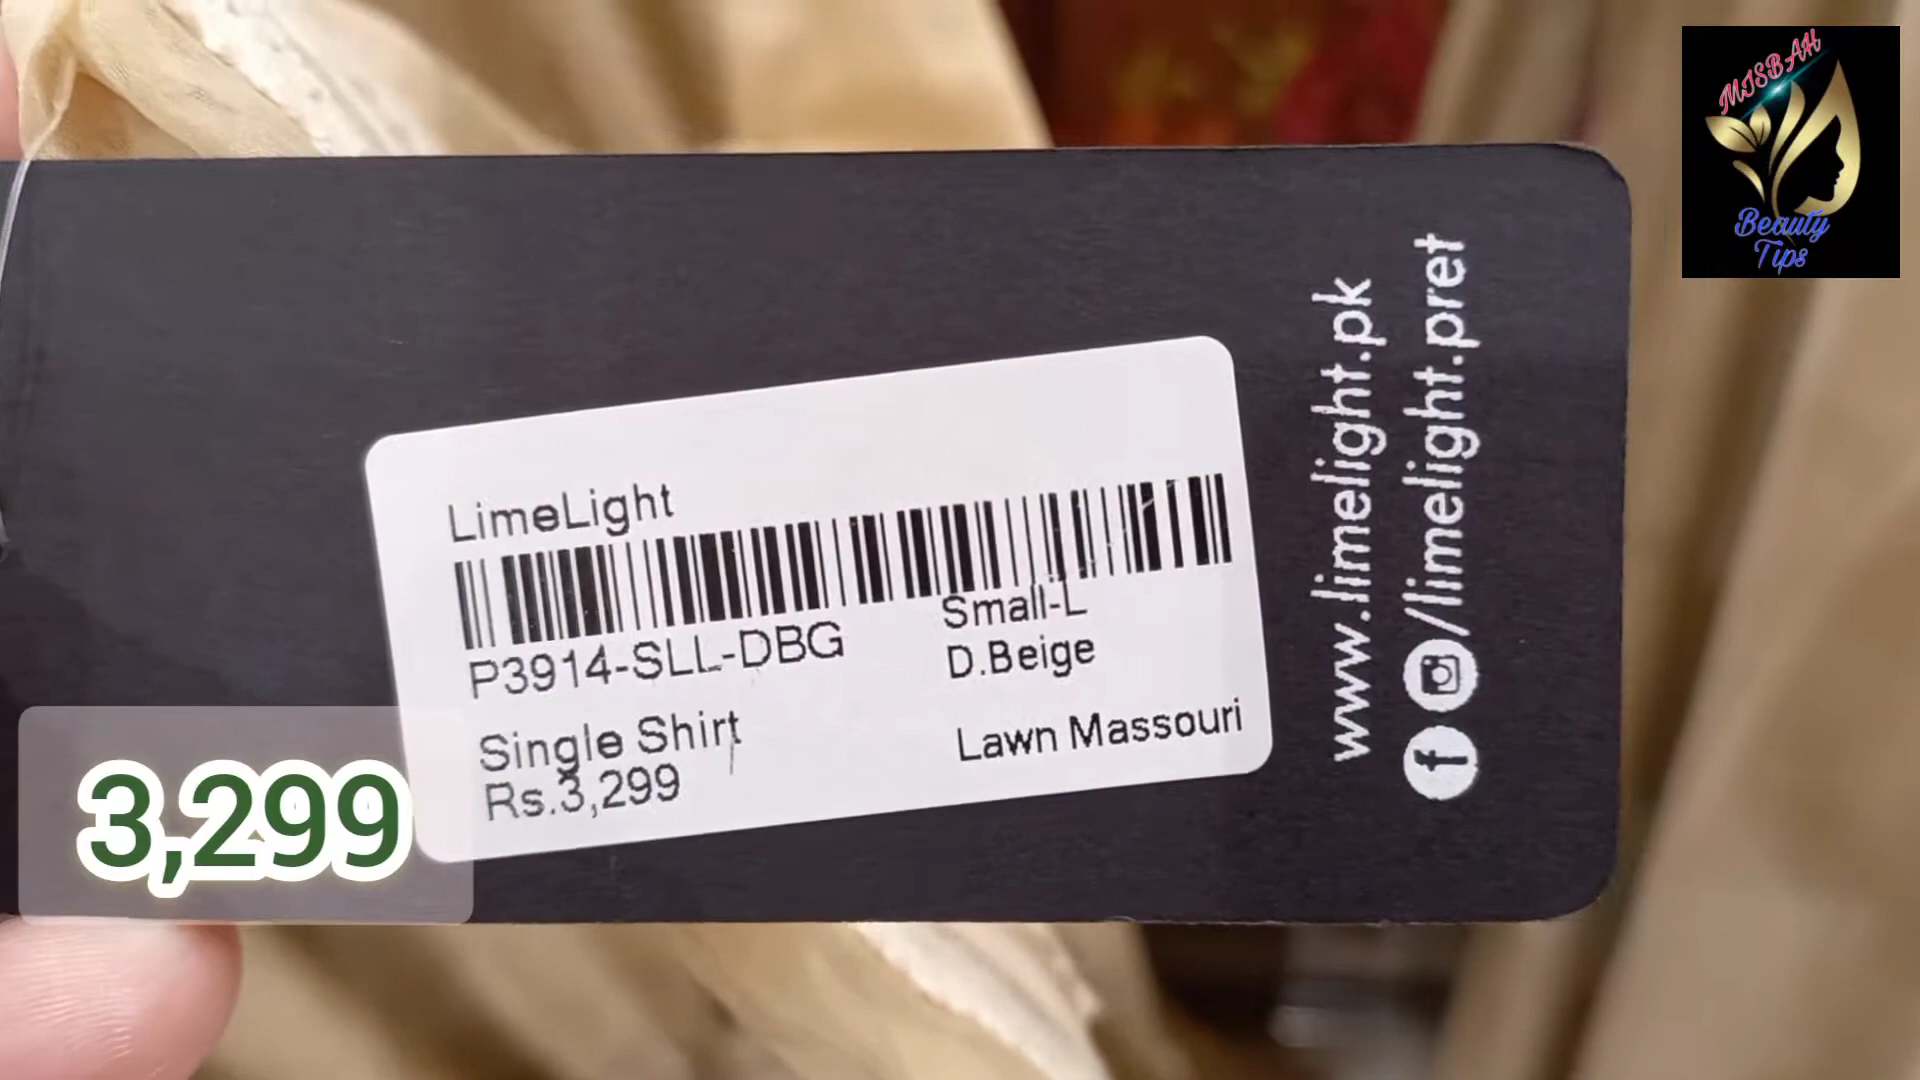 MISBAH
Beauty
Tips
LimeLight
P3914-SLL-DBG
Small-L
D.Beige
Single Shirt
Lawn Massouri
Rs.3,299
www.limelight.pk
/limelight.pret
3,299